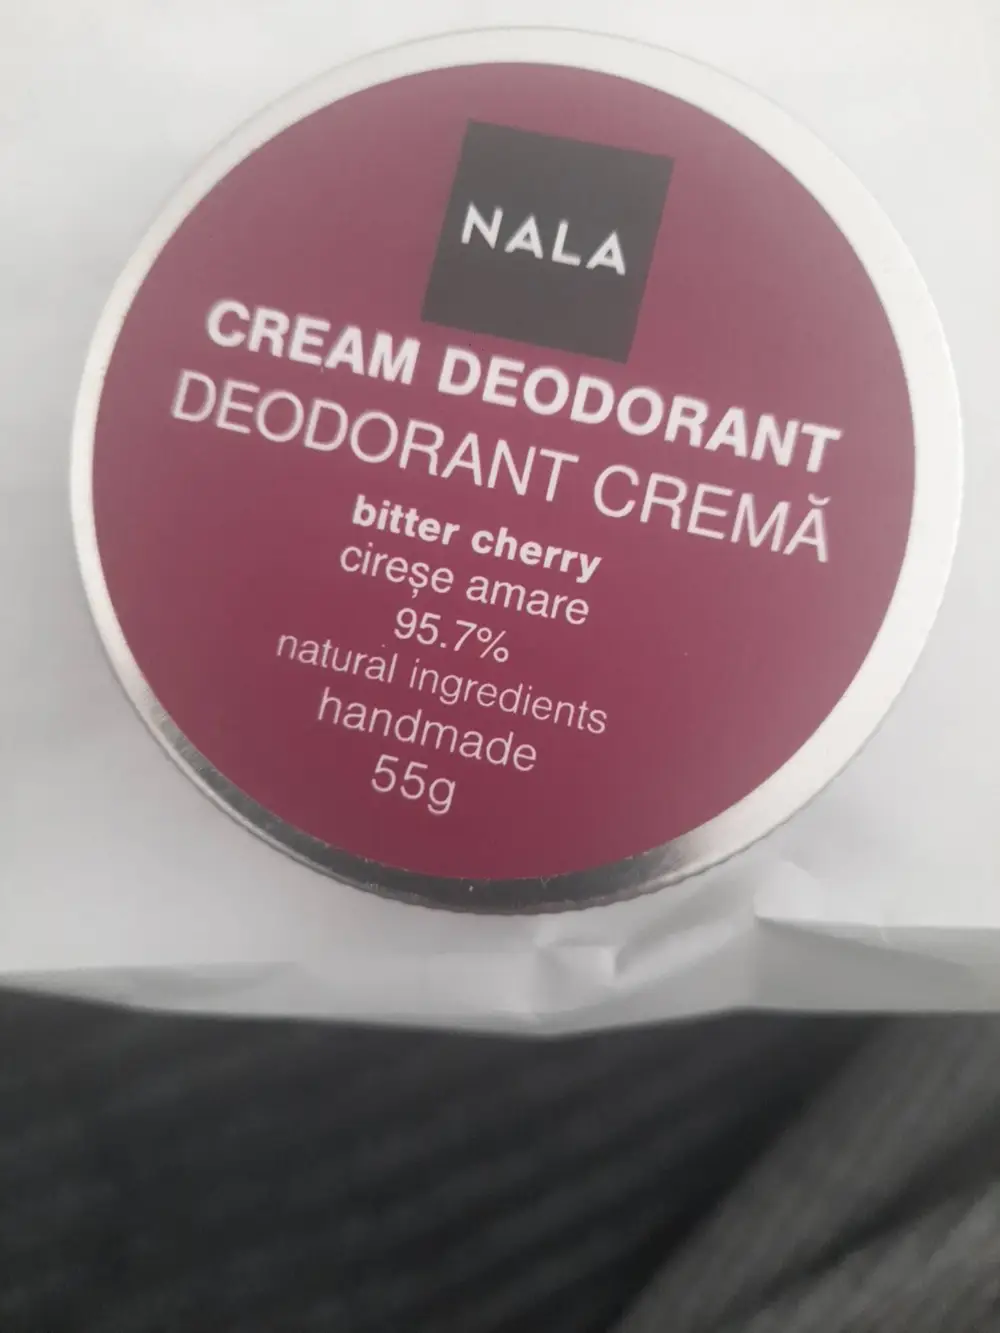 NALA
CREAM DEODORANT
DEODORANT CREMĂ
bitter cherry
cireșe amare
95.7%
natural ingredients
handmade
55g